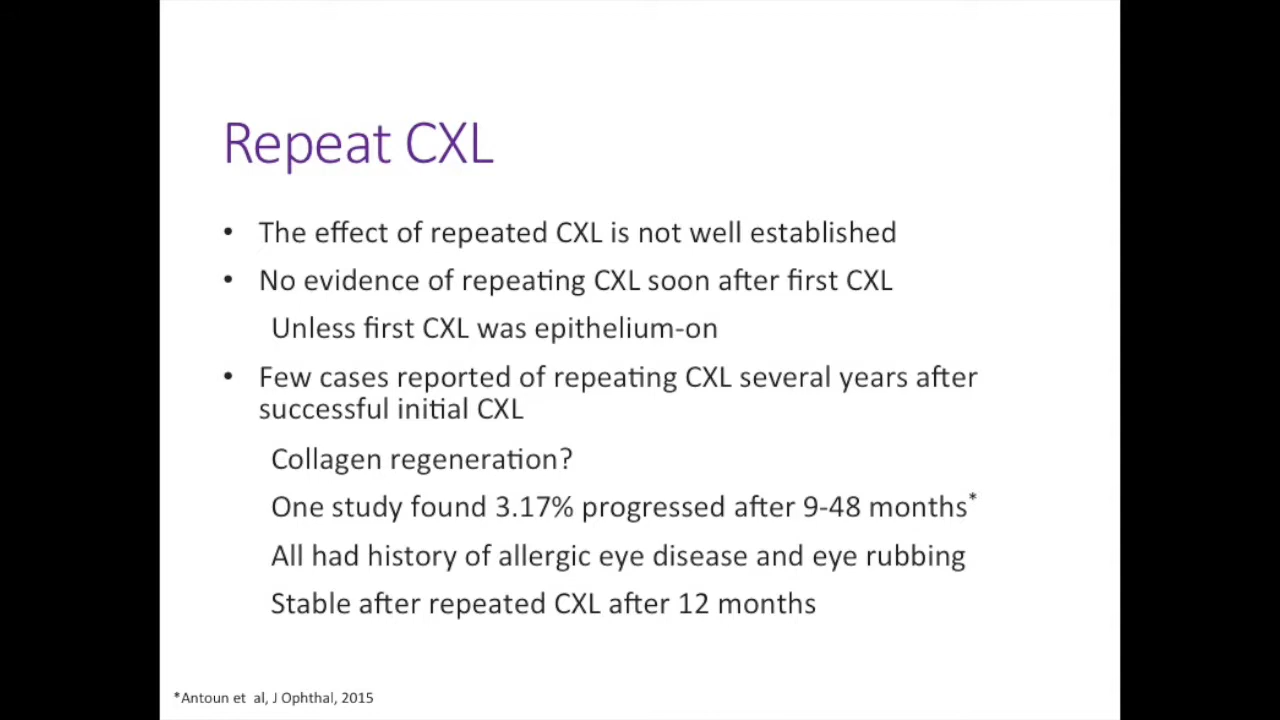 Repeat CXL
• The effect of repeated CXL is not well established
• No evidence of repeating CXL soon after first CXL
Unless first CXL was epithelium-on
• Few cases reported of repeating CXL several years after
successful initial CXL
Collagen regeneration?
One study found 3.17% progressed after 9-48 months*
All had history of allergic eye disease and eye rubbing
Stable after repeated CXL after 12 months
*Antoun et al, J Ophthal, 2015